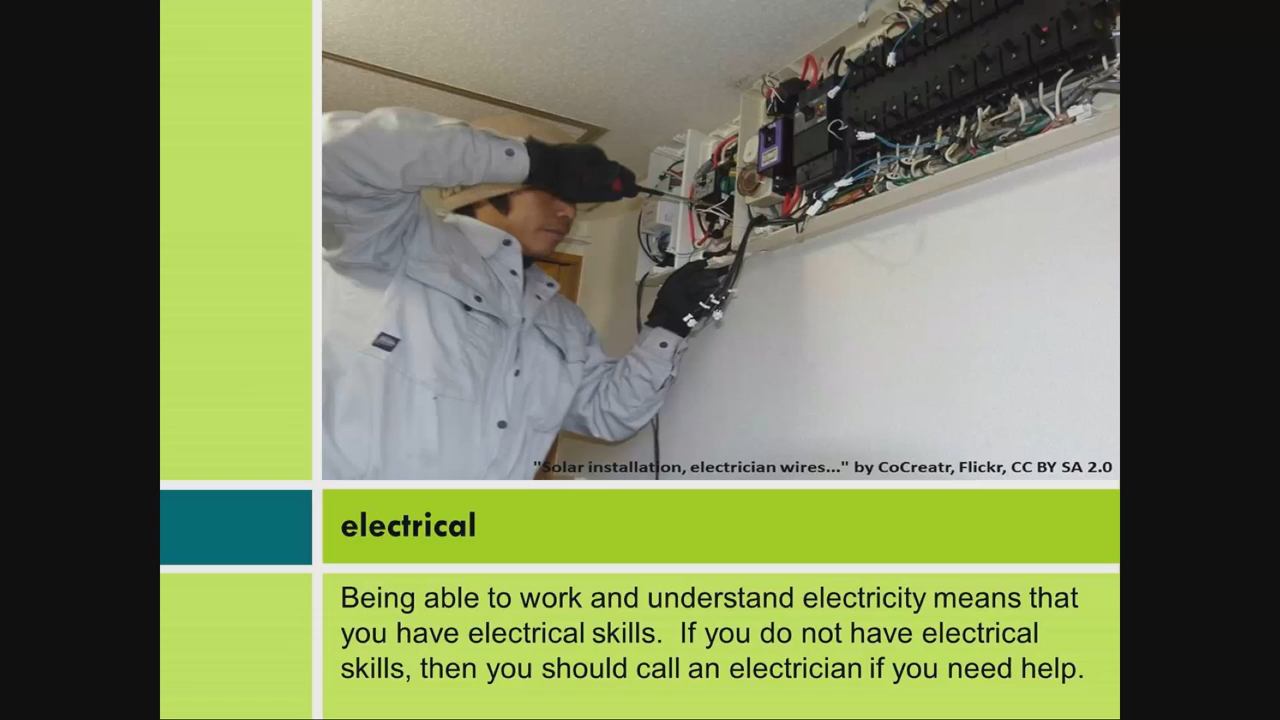 "Solar installation, electrician wires..." by CoCreatr, Flickr, CC BY SA 2.0
electrical
Being able to work and understand electricity means that
you have electrical skills.  If you do not have electrical
skills, then you should call an electrician if you need help.